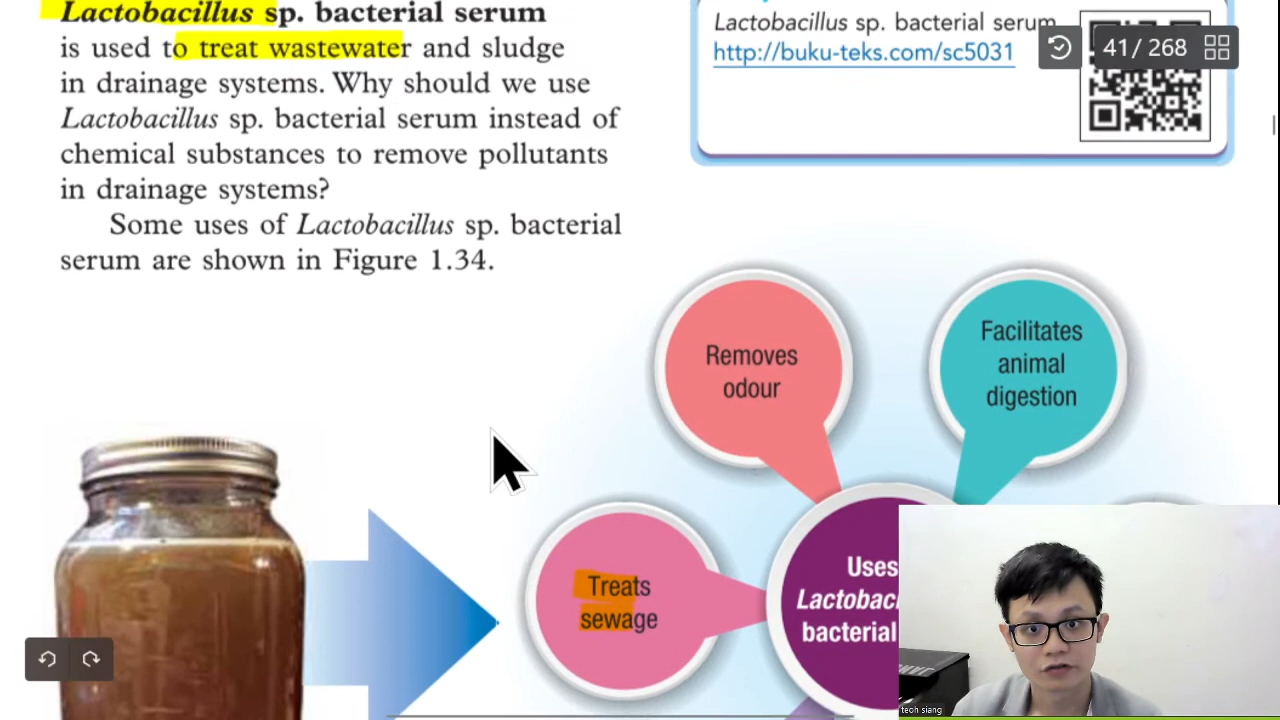 Lactobacillus sp. bacterial serum
is used to treat wastewater and sludge
in drainage systems. Why should we use
Lactobacillus sp. bacterial serum instead of
chemical substances to remove pollutants
in drainage systems?
Some uses of Lactobacillus sp. bacterial
serum are shown in Figure 1.34.
Lactobacillus sp. bacterial serum
http://buku-teks.com/sc5031
41 / 268
Removes
odour
Facilitates
animal
digestion
Treats
sewage
Uses
Lactobaci
bacterial
teoh siang